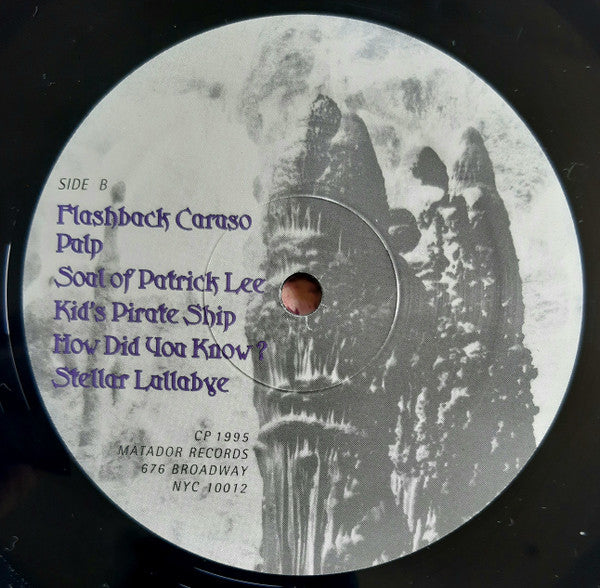 SIDE B
Flashback Caruso
Pulp
Soul of Patrick Lee
Kid's Pirate Ship
How Did You Know?
Stellar Lullabye
CP 1995
MATADOR RECORDS
676 BROADWAY
NYC 10012